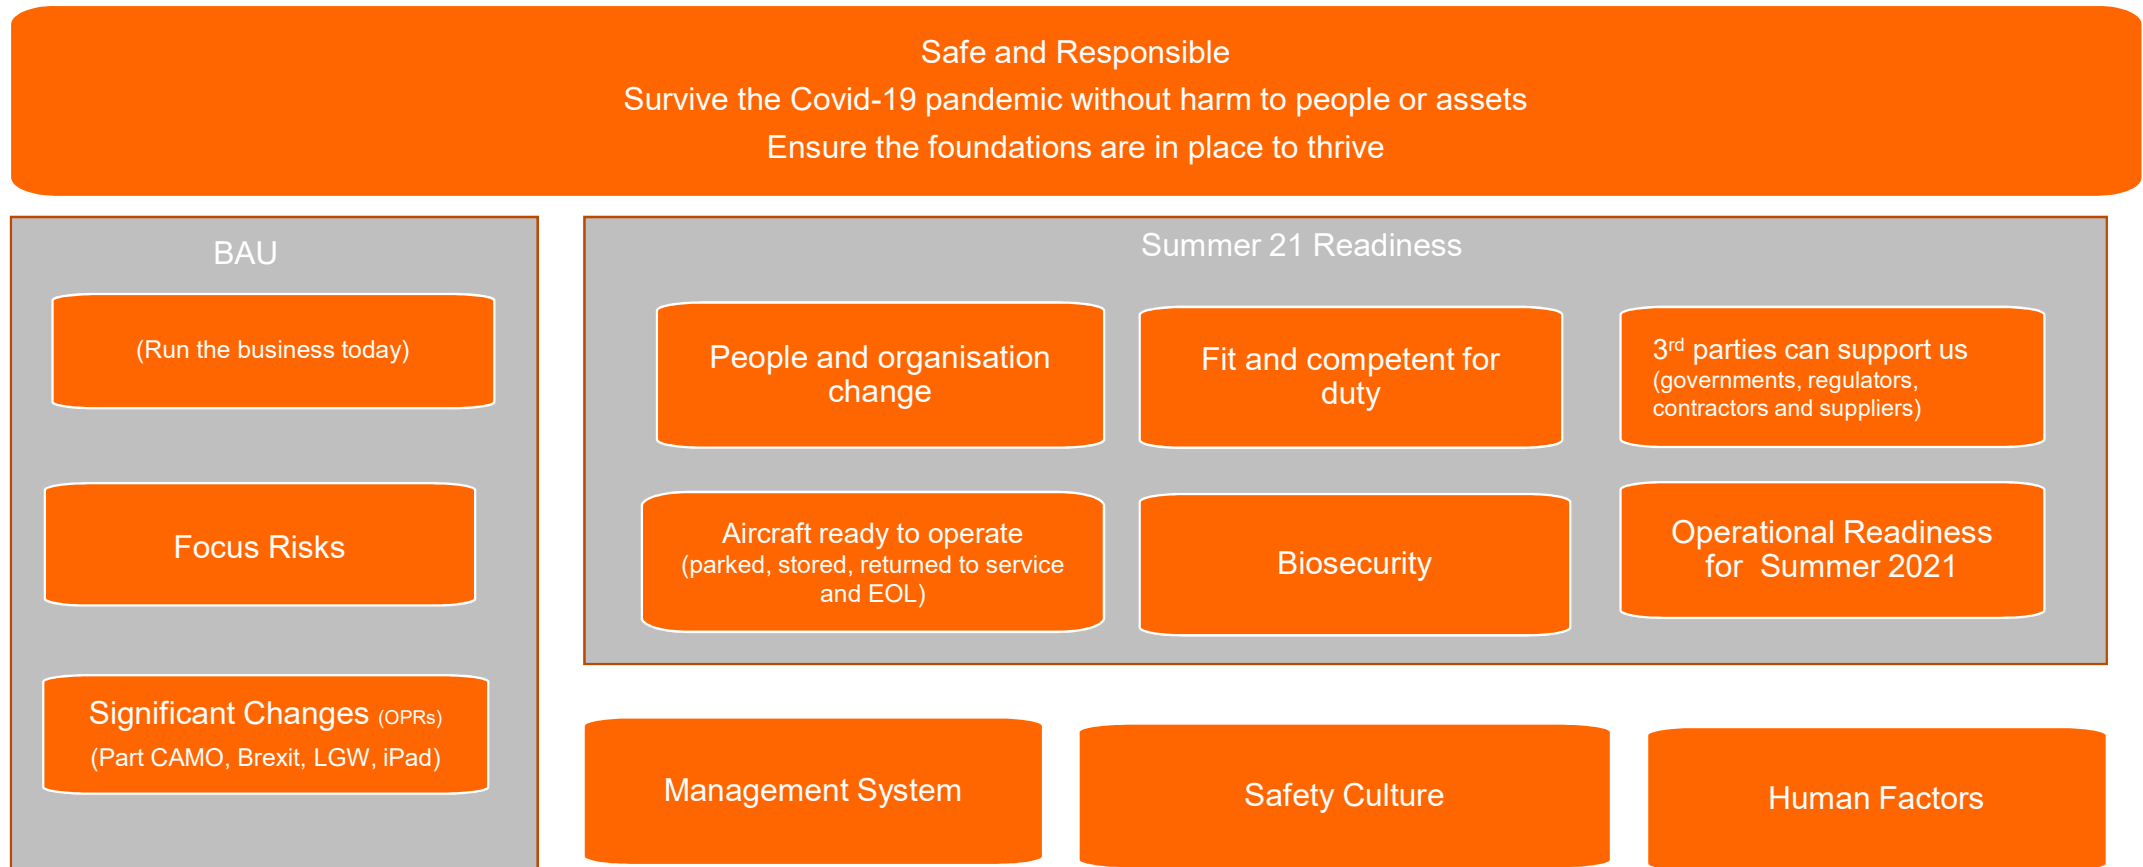 Safe and Responsible
Survive the Covid-19 pandemic without harm to people or assets
Ensure the foundations are in place to thrive
BAU
(Run the business today)
Focus Risks
Significant Changes (OPRs)
(Part CAMO, Brexit, LGW, iPad)
Summer 21 Readiness
People and organisation
change
Fit and competent for
duty
3rd parties can support us
(governments, regulators,
contractors and suppliers)
Aircraft ready to operate
(parked, stored, returned to service
and EOL)
Biosecurity
Operational Readiness
for  Summer 2021
Management System
Safety Culture
Human Factors